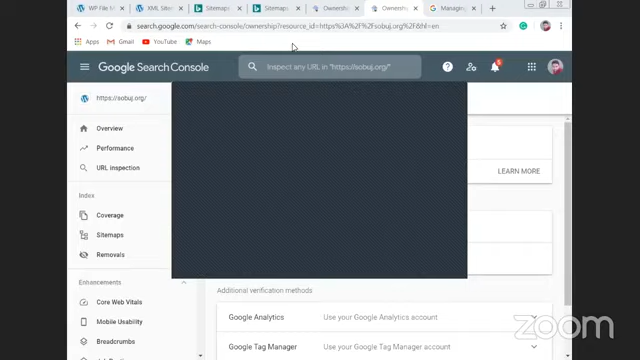 WP File M
XML Site
Sitemaps
Sitemaps
Ownersh
Ownersh
Managing
search.google.com/search-console/ownership?resource_id=https%3A%2F%2Fsobuj.org%2F&hl=en
Apps
Gmail
YouTube
Maps
Google Search Console
Inspect any URL in "https://sobuj.org/"
https://sobuj.org/
Overview
Performance
LEARN MORE
URL inspection
Index
Coverage
Sitemaps
Removals
Enhancements
Additional verification methods
Core Web Vitals
Google Analytics
Use your Google Analytics account
Mobile Usability
zoom
Breadcrumbs
Google Tag Manager
Use your Google Tag Manager account